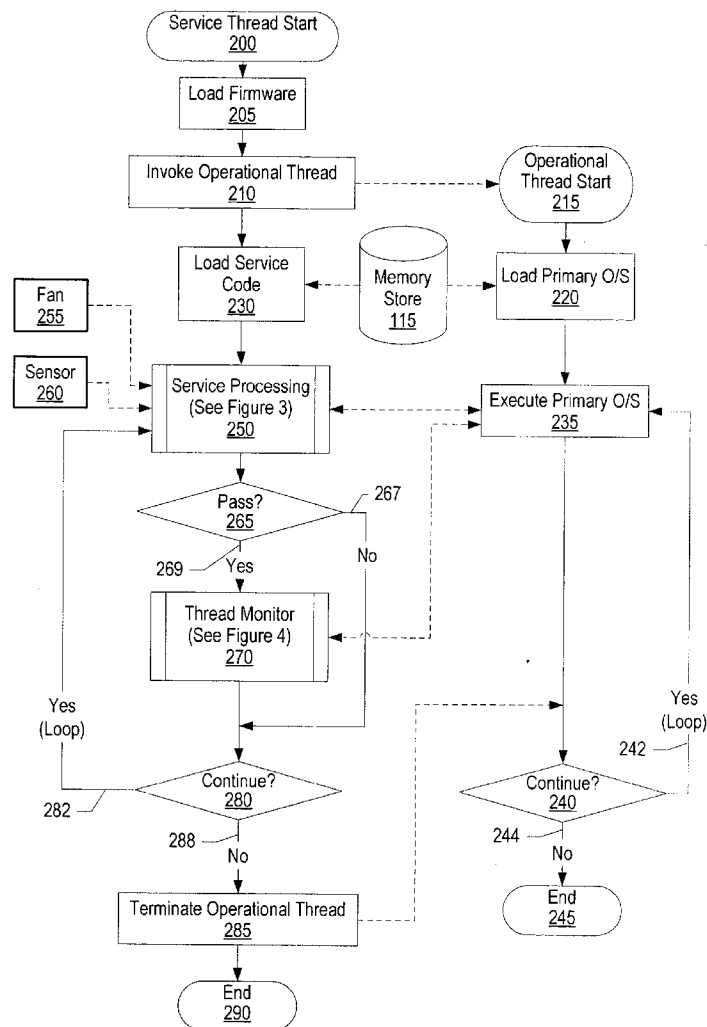 Service Thread Start
200
Load Firmware
205
Invoke Operational Thread
210
Operational
Thread Start
215
Load Service
Code
230
Memory
Store
115
Load Primary O/S
220
Fan
255
Sensor
260
Service Processing
(See Figure 3)
250
Execute Primary O/S
235
Pass?
265
267
No
269
Yes
Thread Monitor
(See Figure 4)
270
Yes
(Loop)
282
Continue?
280
288
No
Yes
(Loop)
242
Continue?
240
244
No
End
245
Terminate Operational Thread
285
End
290